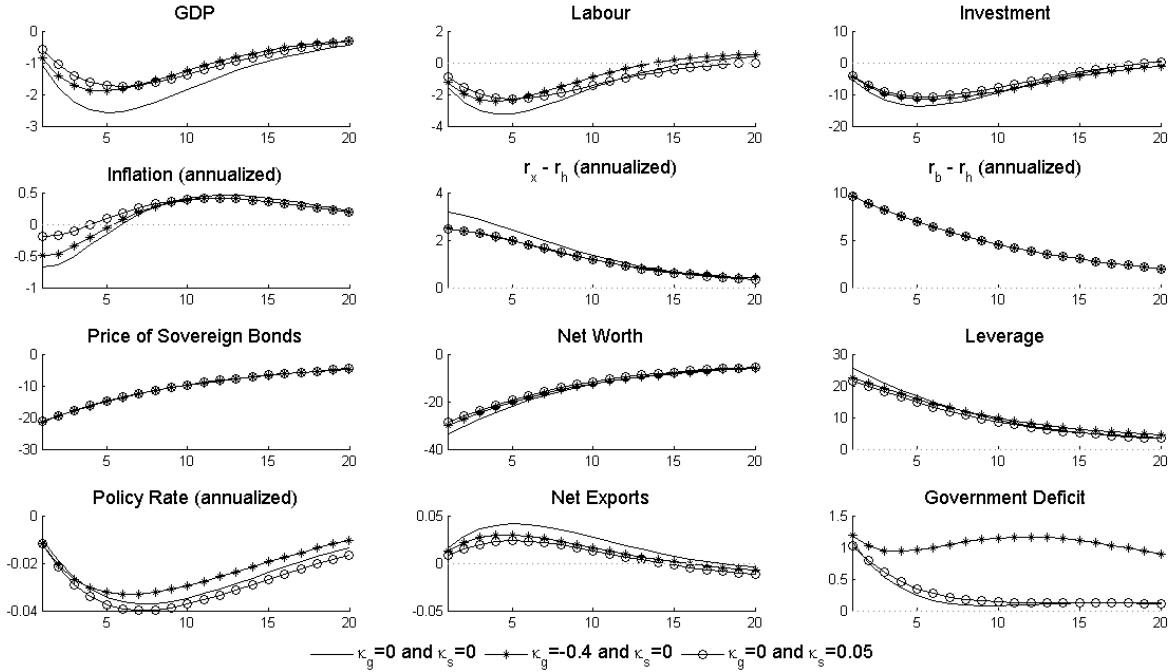 GDP
0
-1
-2
-3
5 10 15 20
Labour
2
0
-2
-4
5 10 15 20
Investment
10
0
-10
-20
5 10 15 20
Inflation (annualized)
0.5
0
-0.5
-1
5 10 15 20
r_x - r_h (annualized)
4
2
0
5 10 15 20
r_b - r_h (annualized)
10
5
0
5 10 15 20
Price of Sovereign Bonds
0
-10
-20
-30
5 10 15 20
Net Worth
0
-20
-40
5 10 15 20
Leverage
30
20
10
0
5 10 15 20
Policy Rate (annualized)
0
-0.02
-0.04
5 10 15 20
Net Exports
0.05
0
-0.05
5 10 15 20
Government Deficit
1.5
1
0.5
0
5 10 15 20
κ_g=0 and κ_s=0 κ_g=-0.4 and κ_s=0 κ_g=0 and κ_s=0.05